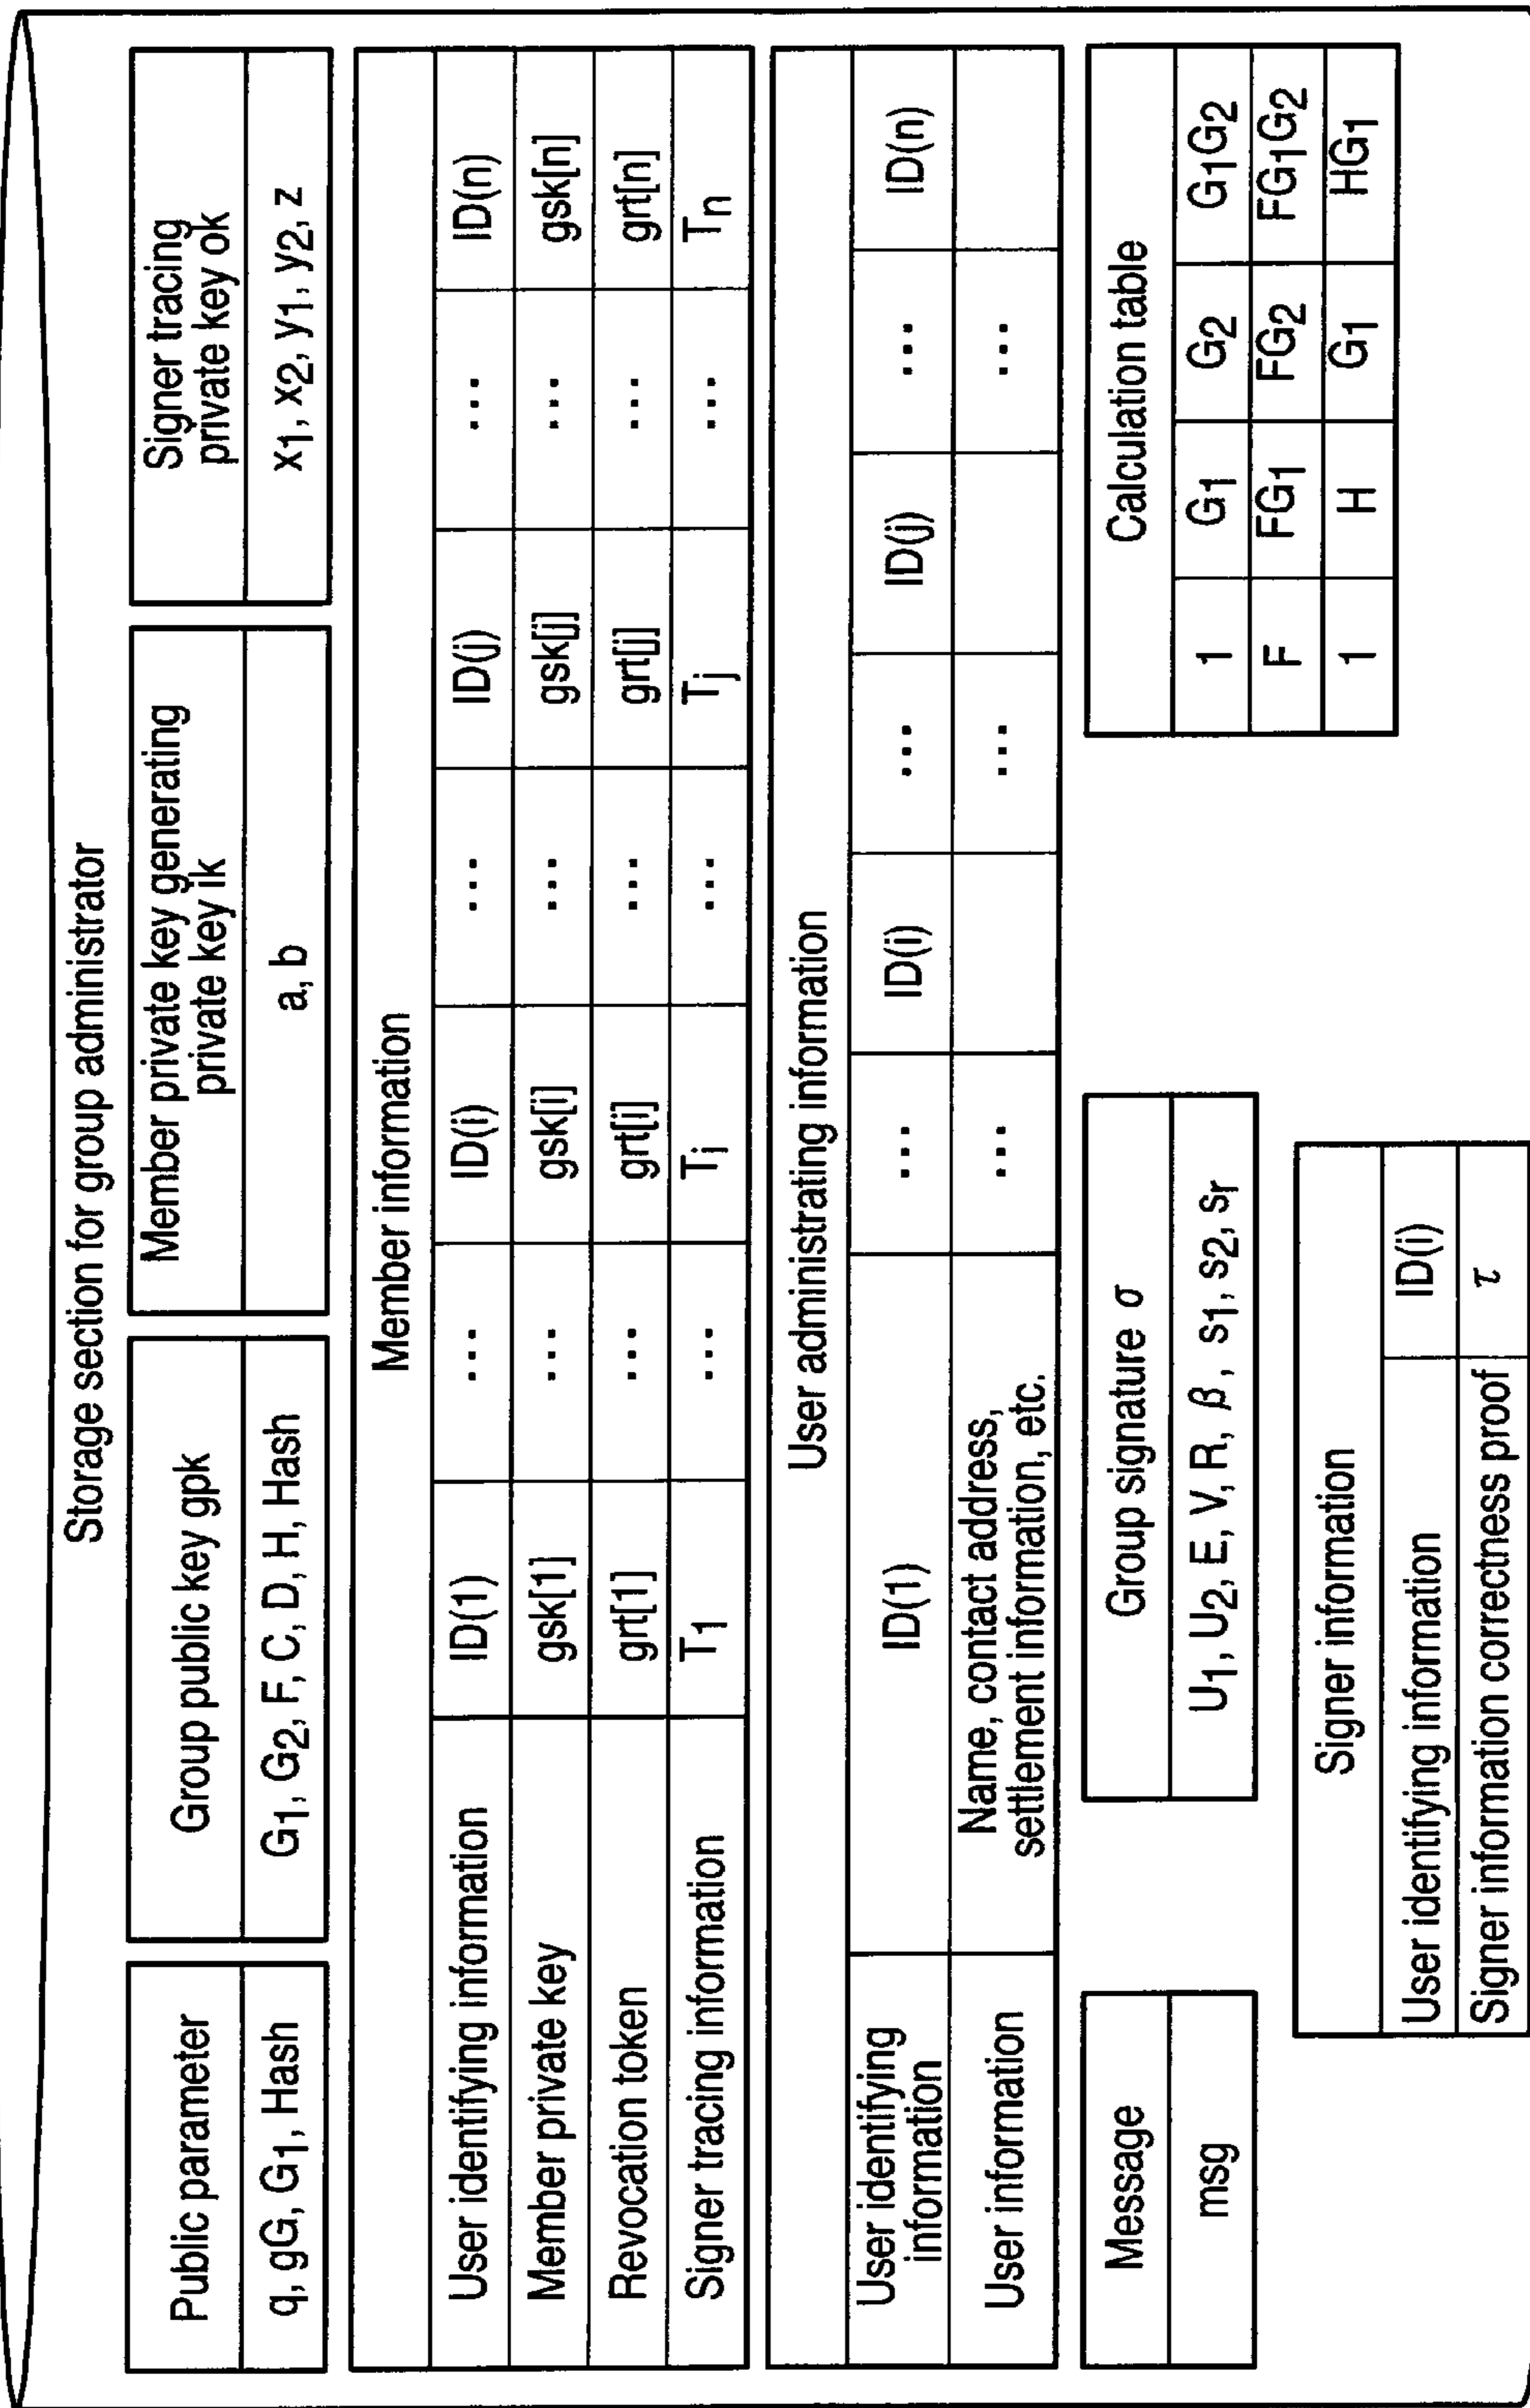 Storage section for group administrator
Public parameter
q, gG, G1, Hash
Group public key gpk
G1, G2, F, C, D, H, Hash
Member private key generating
private key ik
a, b
Signer tracing
private key ok
x1, x2, y1, y2, z
Member information
User identifying information ID(1) ... ID(i) ... ID(j) ... ID(n)
Member private key gsk[1] ... gsk[i] ... gsk[j] ... gsk[n]
Revocation token grt[1] ... grt[i] ... grt[j] ... grt[n]
Signer tracing information T1 ... Ti ... Tj ... Tn
User administrating information
User identifying
information
ID(1) ... ID(i) ... ID(j) ... ID(n)
User information
Name, contact address,
settlement information, etc.
... ... ...
Message
msg
Group signature σ
U1, U2, E, V, R, β, s1, s2, sr
Calculation table
1 G1 G2 G1G2
F FG1 FG2 FG1G2
1 H G1 HG1
Signer information
User identifying information ID(i)
Signer information correctness proof τ